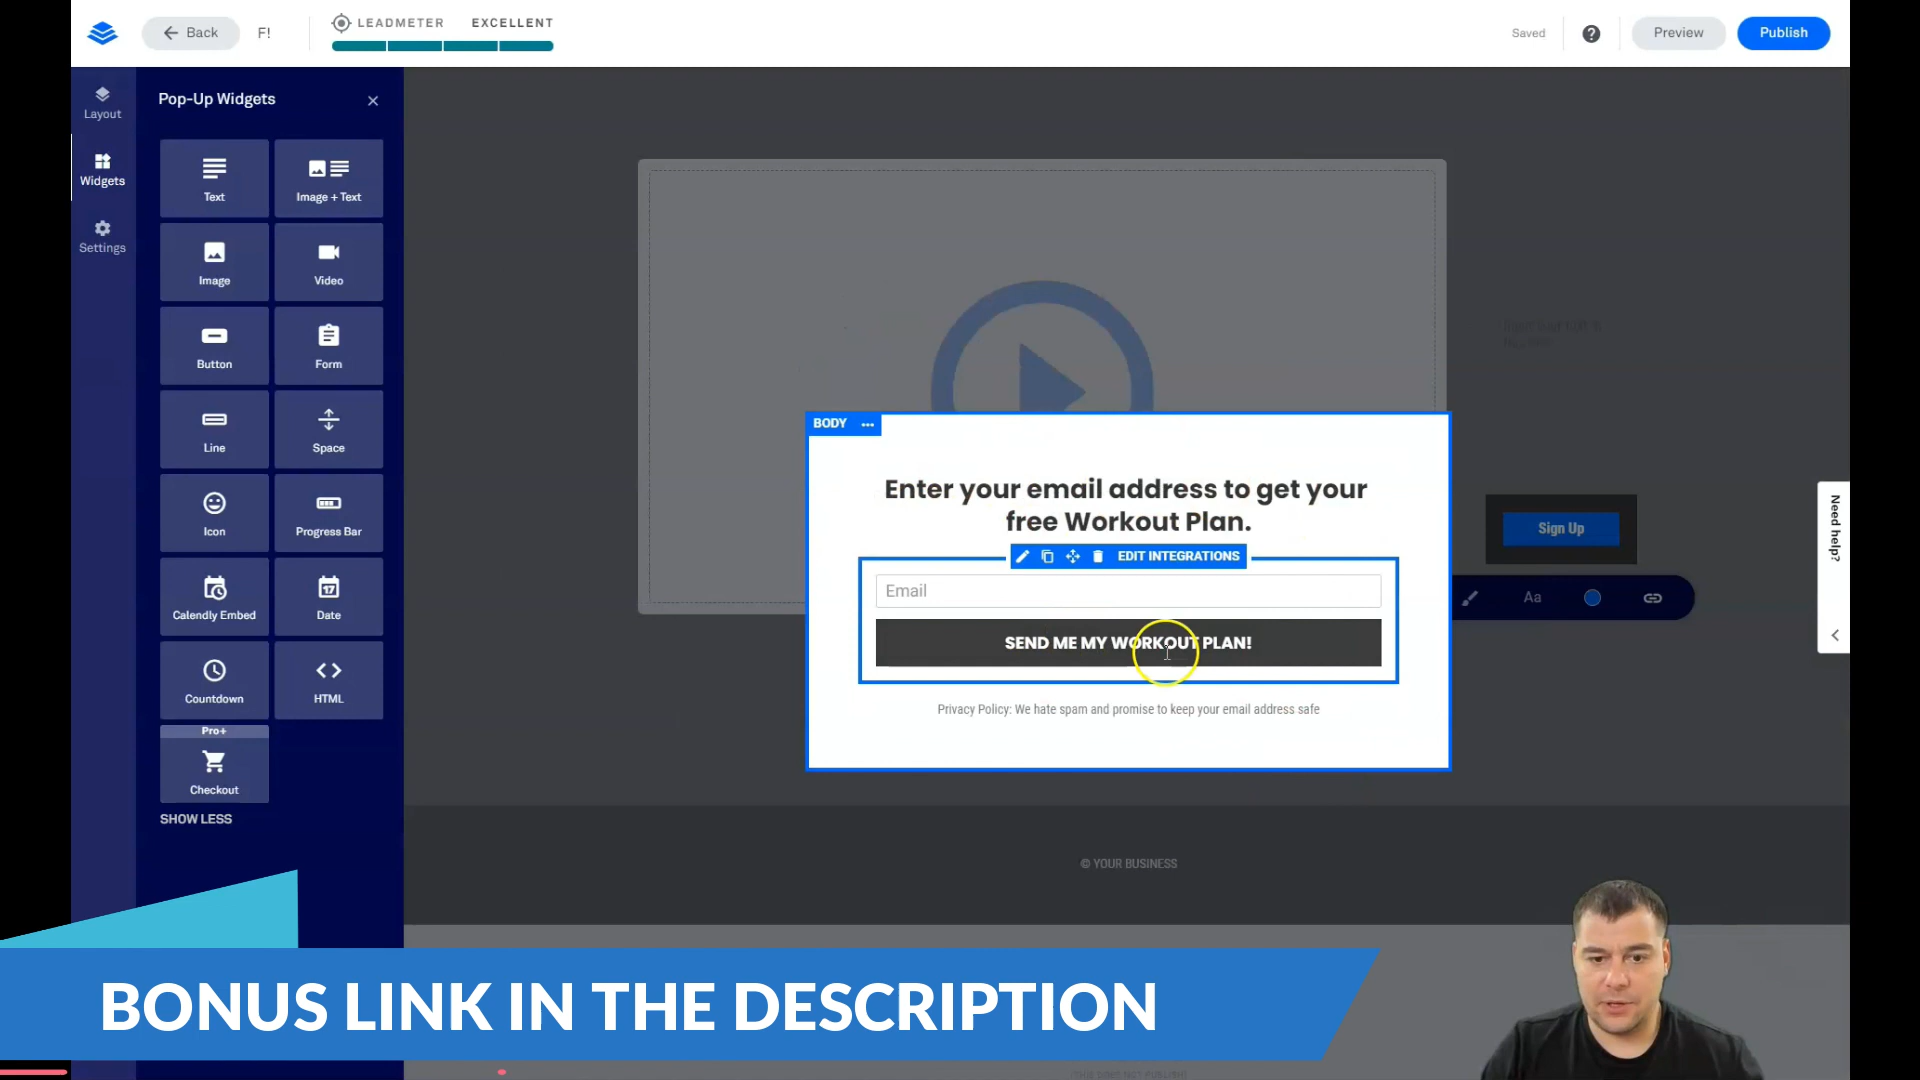 Back
F!
LEADMETER EXCELLENT
Saved
Preview
Publish
Layout
Widgets
Settings
Pop-Up Widgets
Text
Image + Text
Image
Video
Button
Form
Line
Space
Icon
Progress Bar
17
Calendly Embed
Date
Countdown
HTML
Pro+
Checkout
SHOW LESS
BODY
Enter your email address to get your
free Workout Plan.
EDIT INTEGRATIONS
Email
SEND ME MY WORKOUT PLAN!
Privacy Policy: We hate spam and promise to keep your email address safe
Sign Up
Aa
Need help?
© YOUR BUSINESS
BONUS LINK IN THE DESCRIPTION